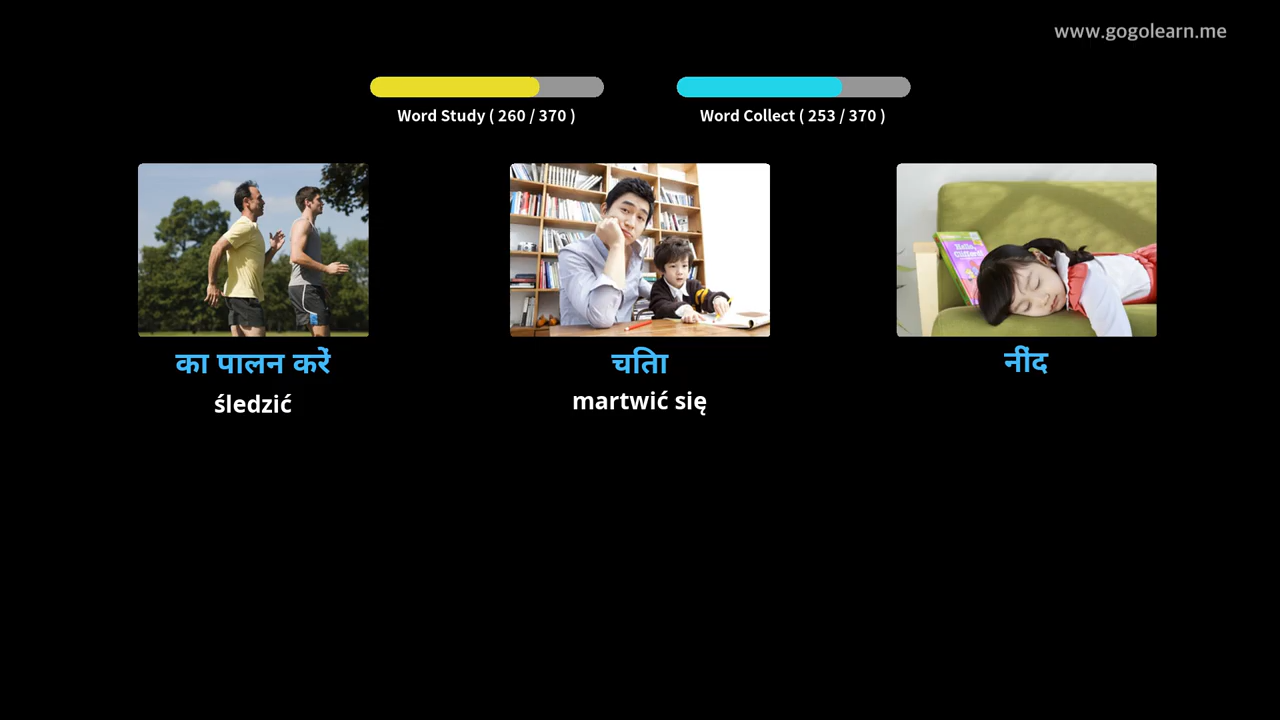 www.gogolearn.me
Word Study ( 260 / 370 )
Word Collect ( 253 / 370 )
का पालन करें
चिंता
नींद
śledzić
martwić się